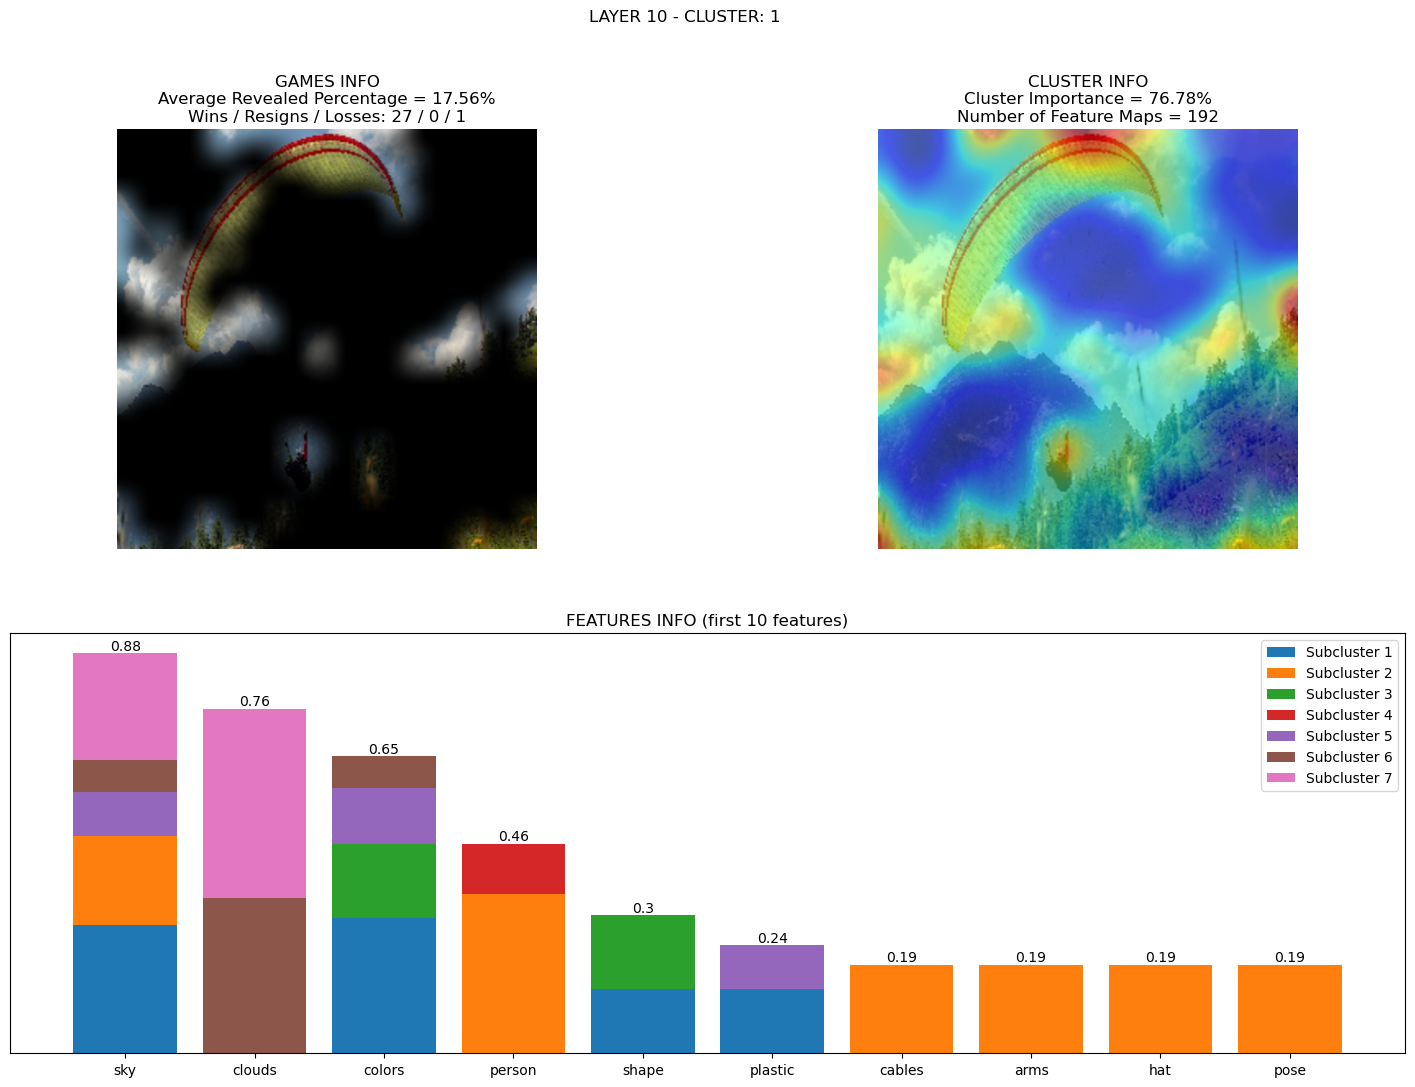 LAYER 10 - CLUSTER: 1
GAMES INFO
Average Revealed Percentage = 17.56%
Wins / Resigns / Losses: 27 / 0 / 1
CLUSTER INFO
Cluster Importance = 76.78%
Number of Feature Maps = 192
FEATURES INFO (first 10 features)
0.88
0.76
0.65
0.46
0.3
0.24
0.19
0.19
0.19
0.19
Subcluster 1
Subcluster 2
Subcluster 3
Subcluster 4
Subcluster 5
Subcluster 6
Subcluster 7
sky clouds colors person shape plastic cables arms hat pose